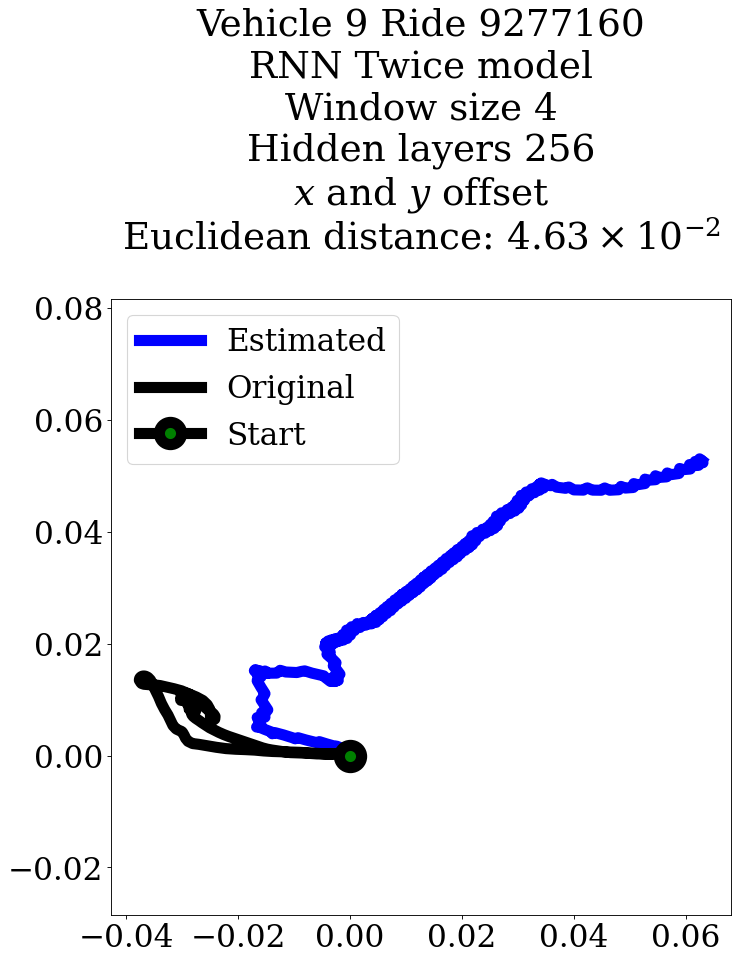 Vehicle 9 Ride 9277160
RNN Twice model
Window size 4
Hidden layers 256
x and y offset
Euclidean distance: 4.63 × 10⁻²
Estimated
Original
Start
0.08
0.06
0.04
0.02
0.00
−0.02
−0.04 −0.02 0.00 0.02 0.04 0.06